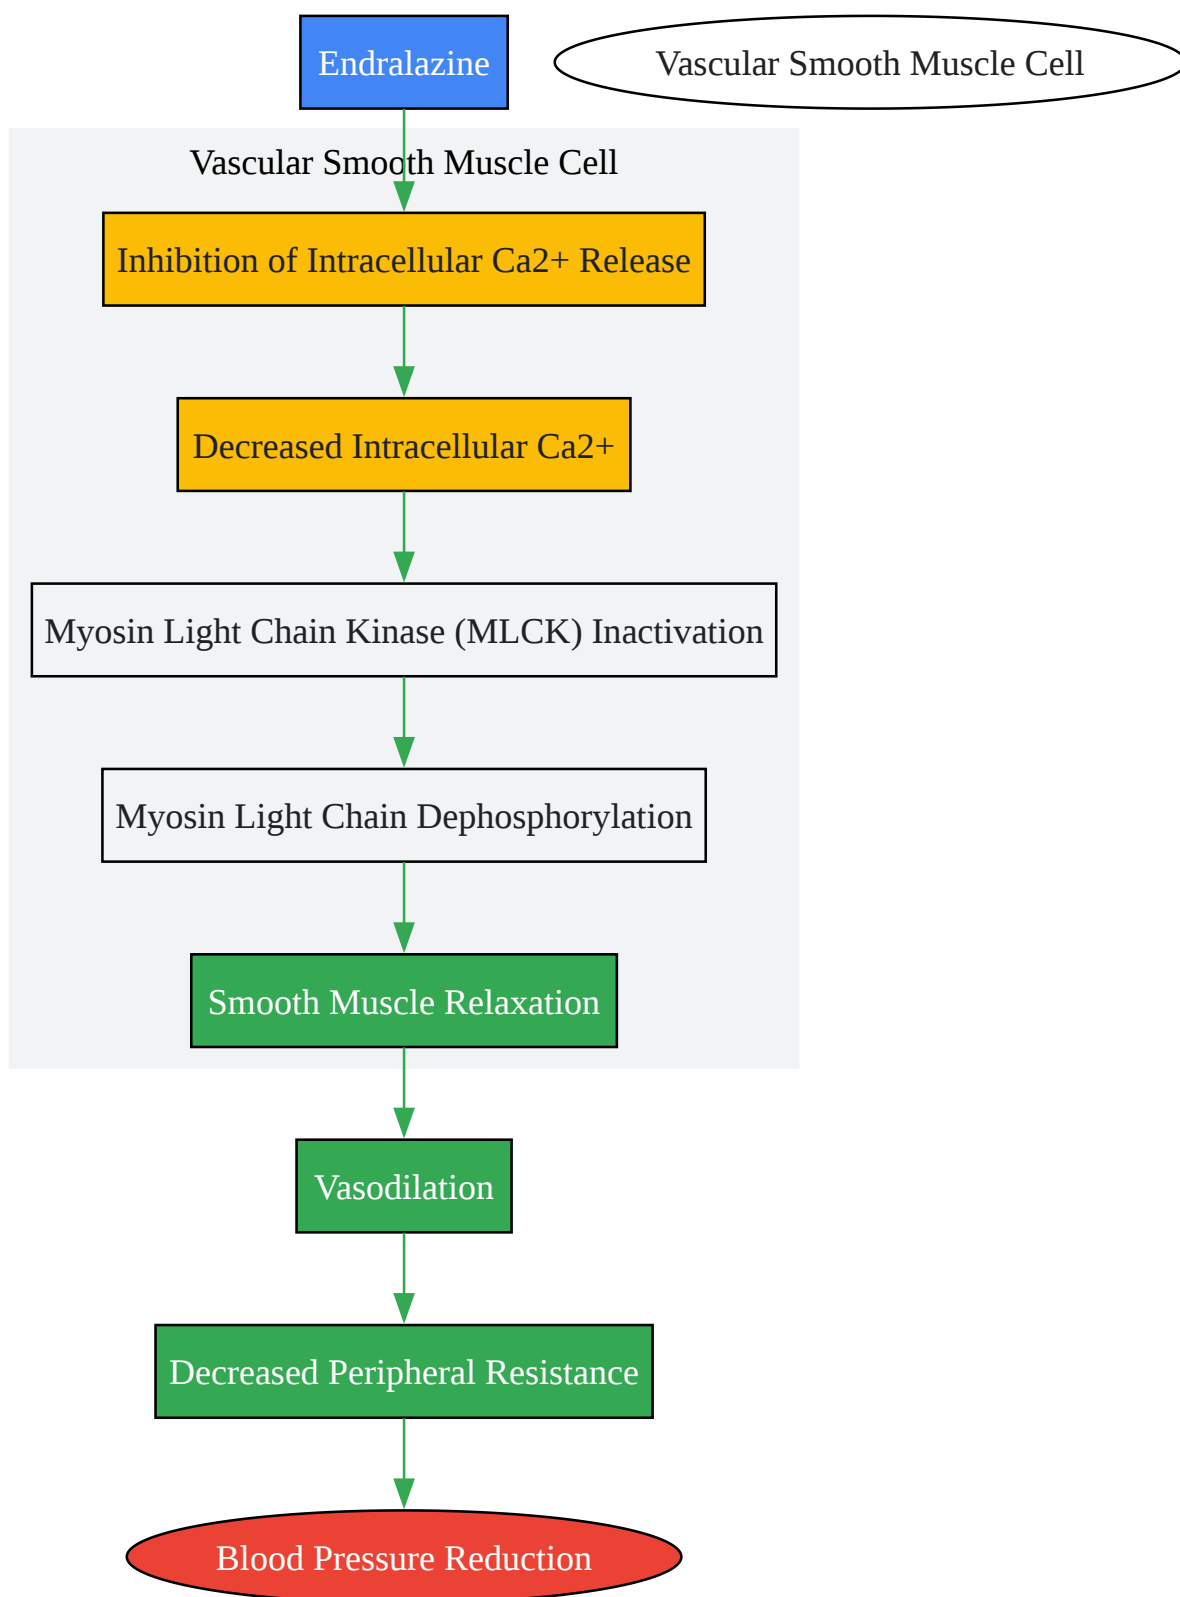 Endralazine
Vascular Smooth Muscle Cell
Vascular Smooth Muscle Cell
Inhibition of Intracellular Ca2+ Release
Decreased Intracellular Ca2+
Myosin Light Chain Kinase (MLCK) Inactivation
Myosin Light Chain Dephosphorylation
Smooth Muscle Relaxation
Vasodilation
Decreased Peripheral Resistance
Blood Pressure Reduction